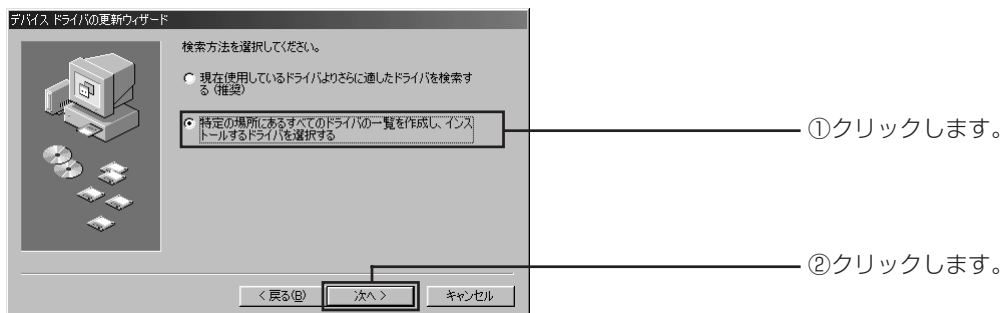 デバイス ドライバの更新ウィザード
検索方法を選択してください。
現在使用しているドライバよりさらに適したドライバを検索す
る (推奨)
特定の場所にあるすべてのドライバの一覧を作成し、インス
トールするドライバを選択する
①クリックします。
②クリックします。
< 戻る(B)
次へ >
キャンセル